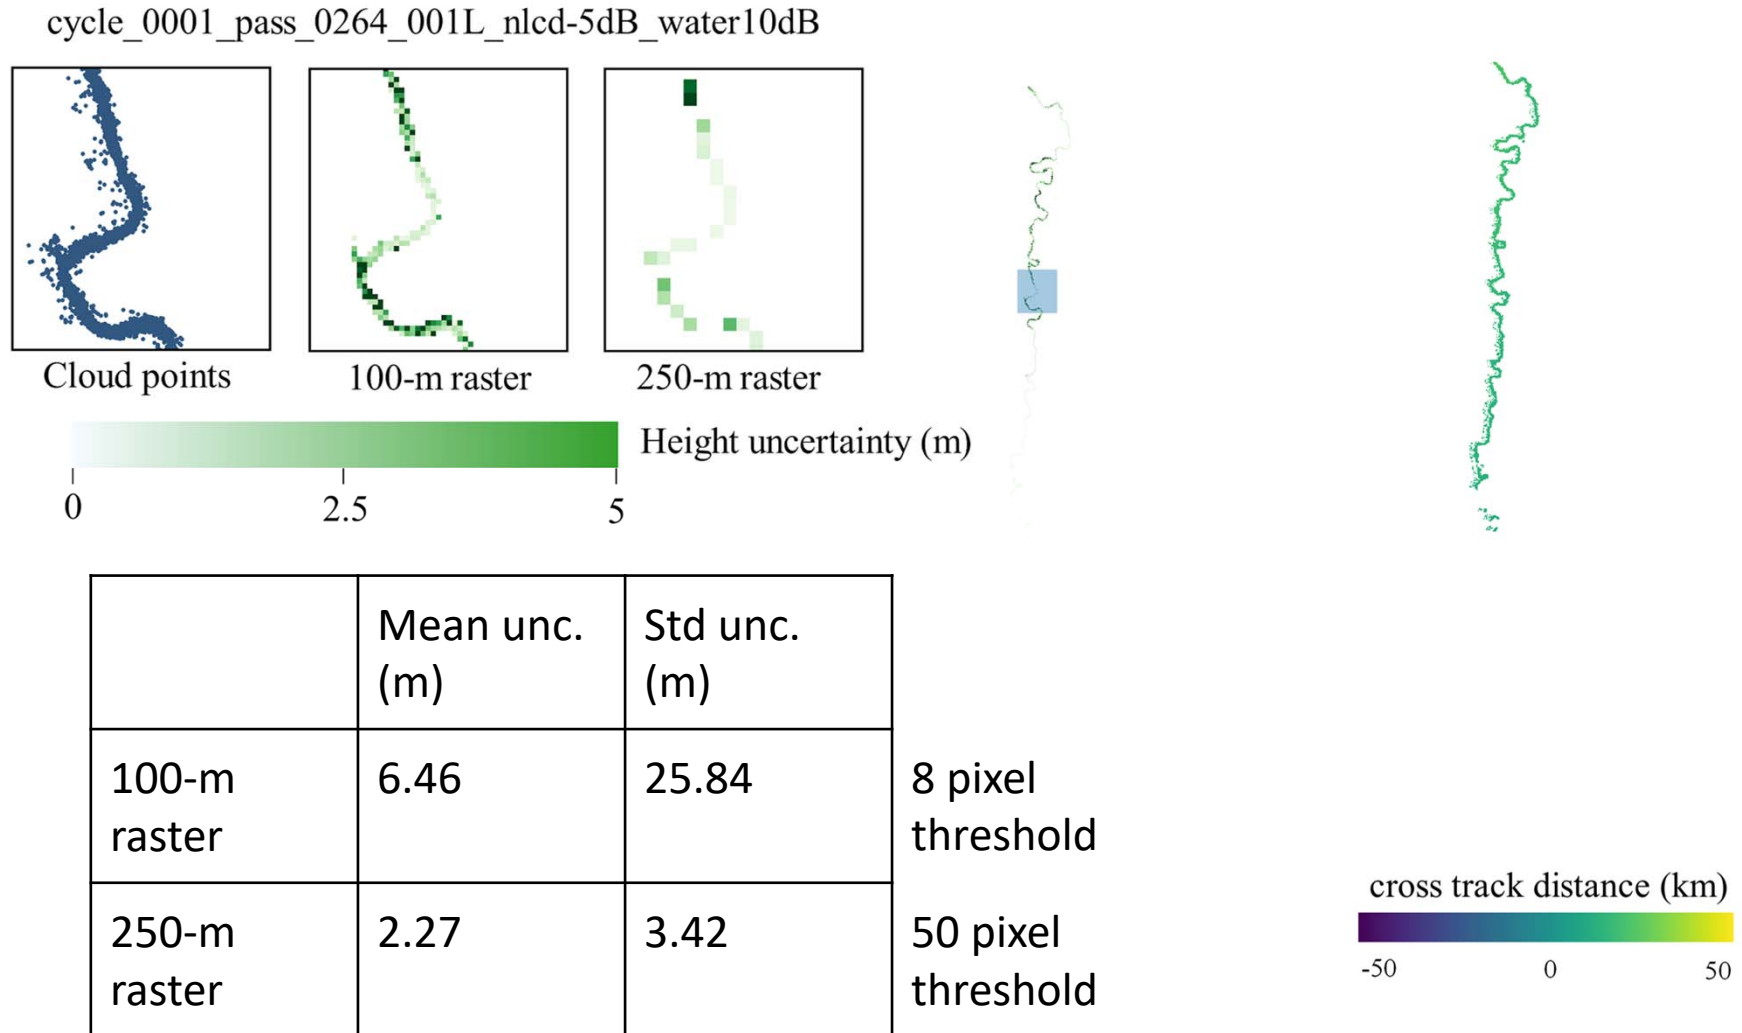 cycle_0001_pass_0264_001L_nlcd-5dB_water10dB
Cloud points
100-m raster
250-m raster
Height uncertainty (m)
0
2.5
5
Mean unc.
(m)
Std unc.
(m)
100-m
raster
6.46
25.84
8 pixel
threshold
250-m
raster
2.27
3.42
50 pixel
threshold
cross track distance (km)
-50
0
50